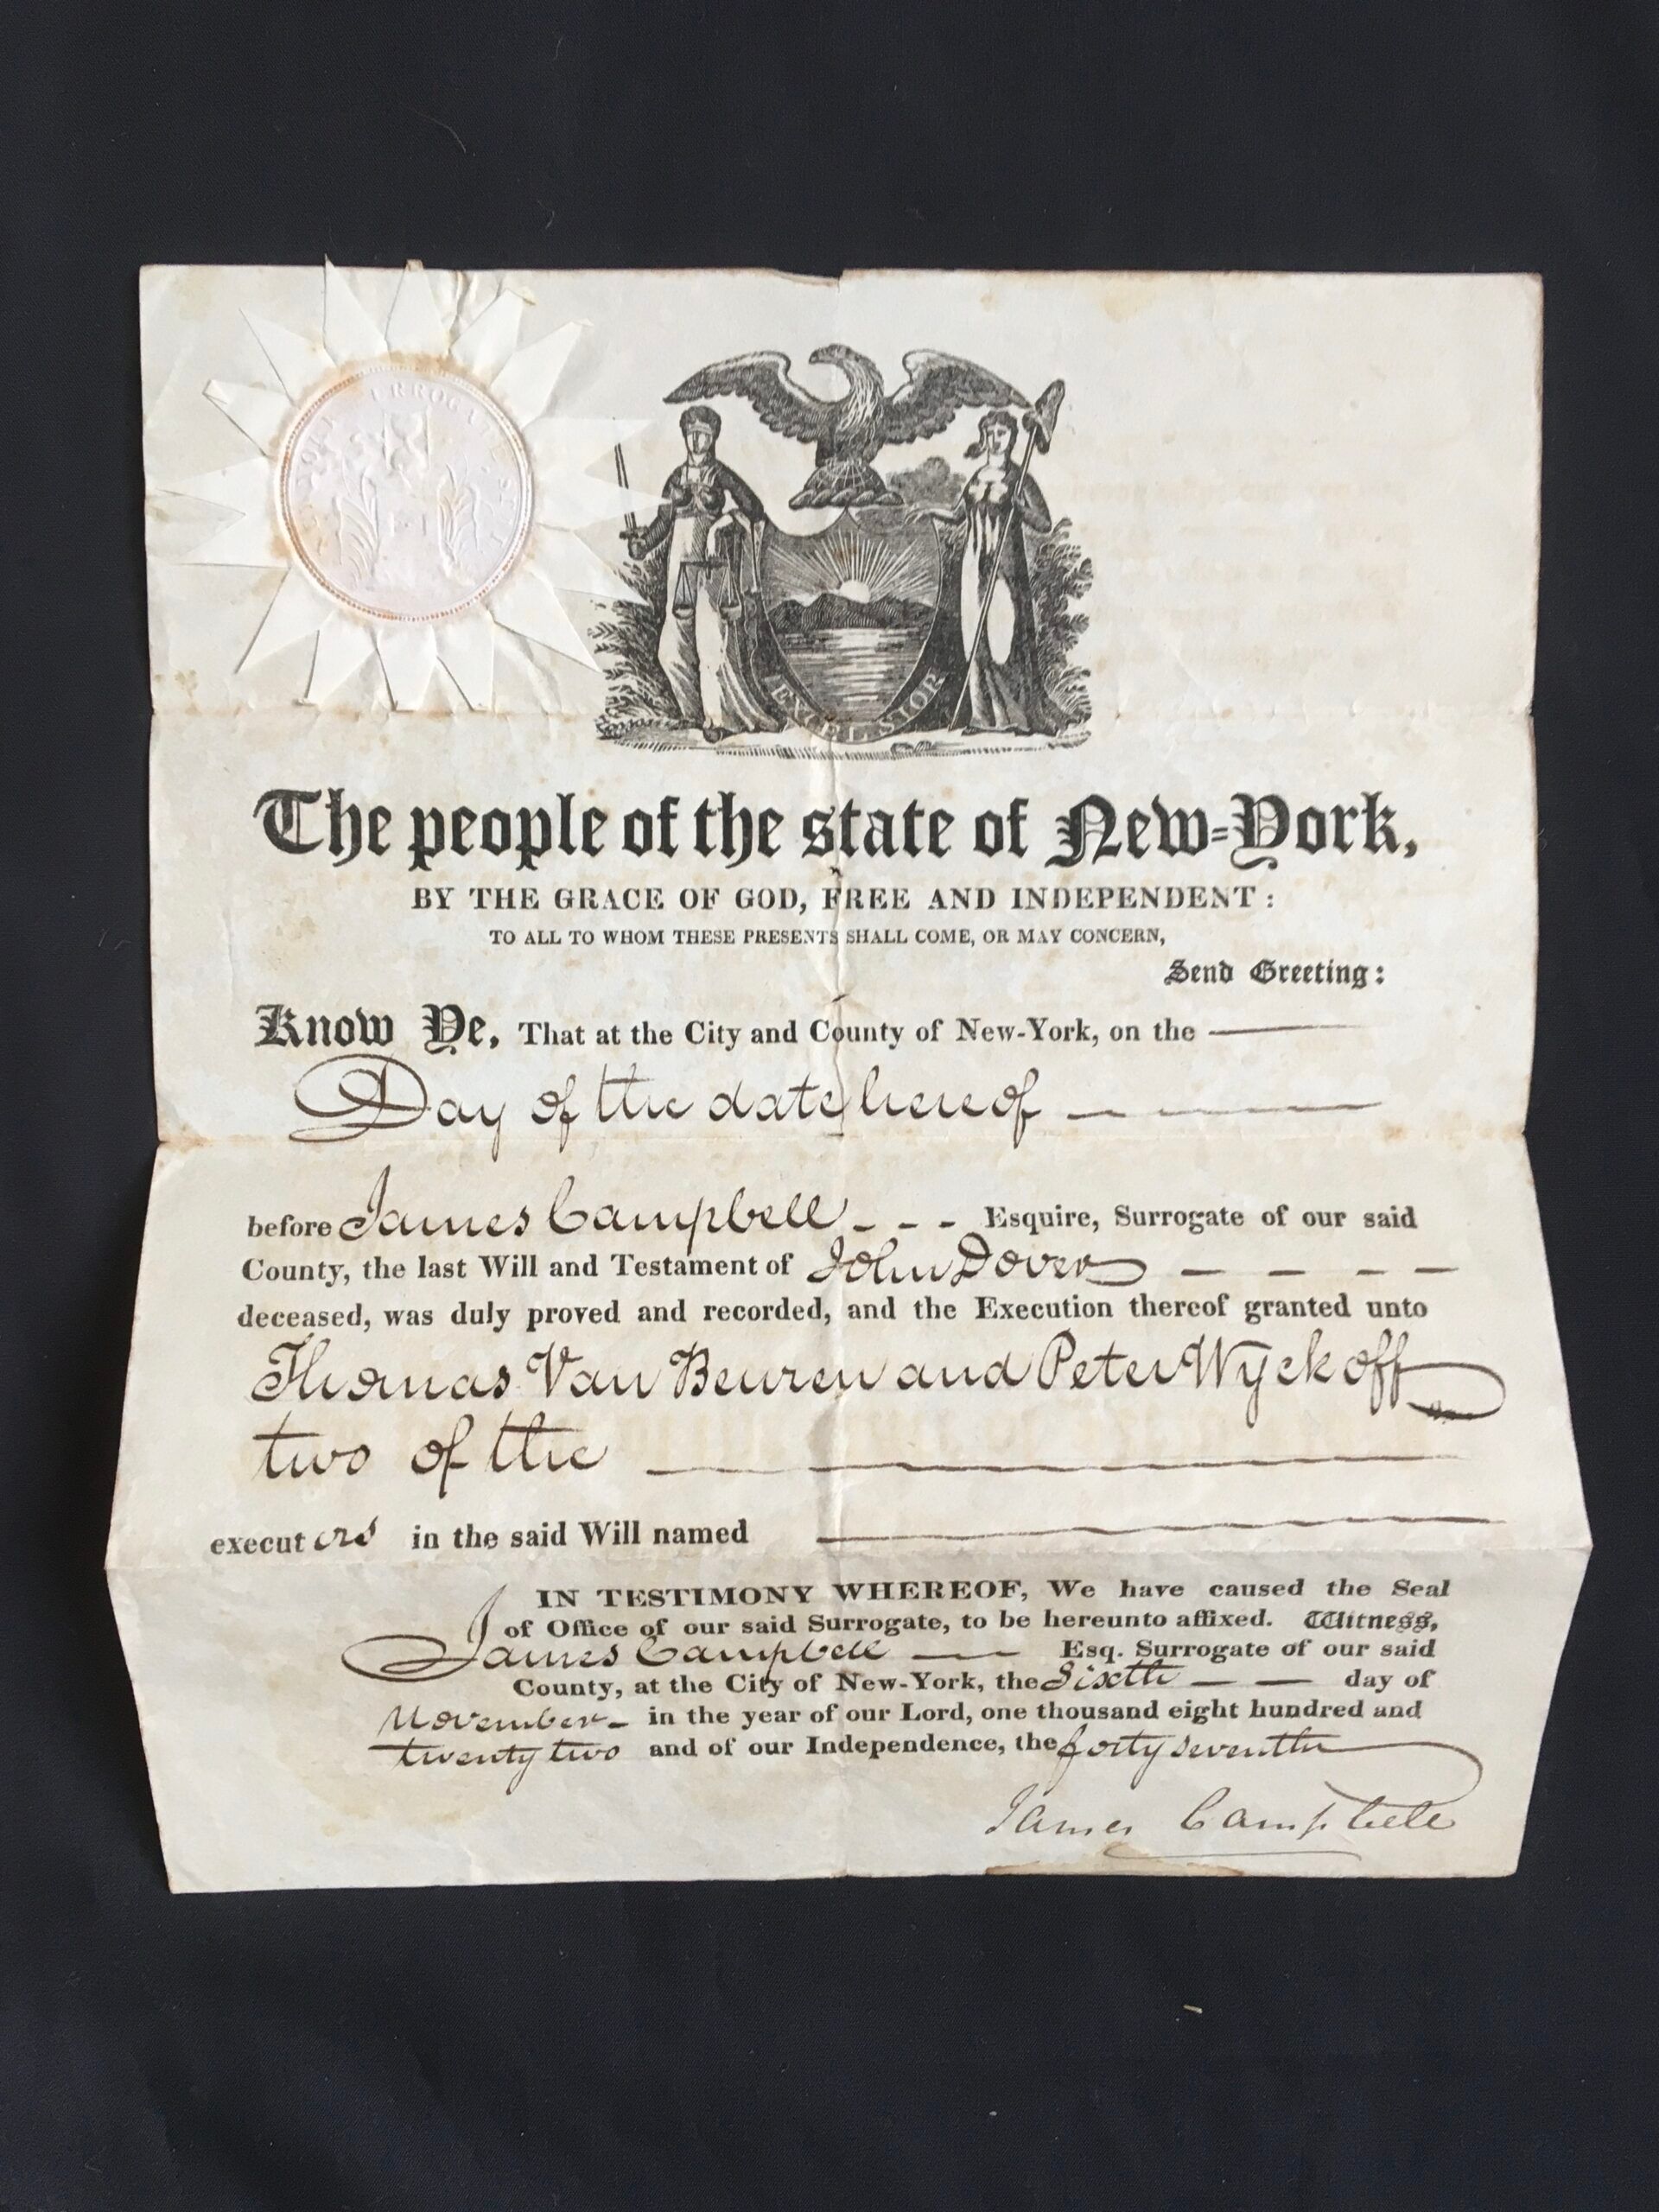 EXCELSIOR
The people of the state of New-York,
BY THE GRACE OF GOD, FREE AND INDEPENDENT:
TO ALL TO WHOM THESE PRESENTS SHALL COME, OR MAY CONCERN,
Send Greeting:
Know Ye, That at the City and County of New-York, on the
Day of the date hereof
before James Campbell - - - Esquire, Surrogate of our said
County, the last Will and Testament of John Dover
deceased, was duly proved and recorded, and the Execution thereof granted unto
Thomas Van Beuren and Peter Wyckoff
two of the
executors in the said Will named
IN TESTIMONY WHEREOF, We have caused the Seal
of Office of our said Surrogate, to be hereunto affixed. Witness,
James Campbell Esq. Surrogate of our said
County, at the City of New-York, the Sixth day of
November in the year of our Lord, one thousand eight hundred and
twenty two and of our Independence, the forty seventh
James Campbell